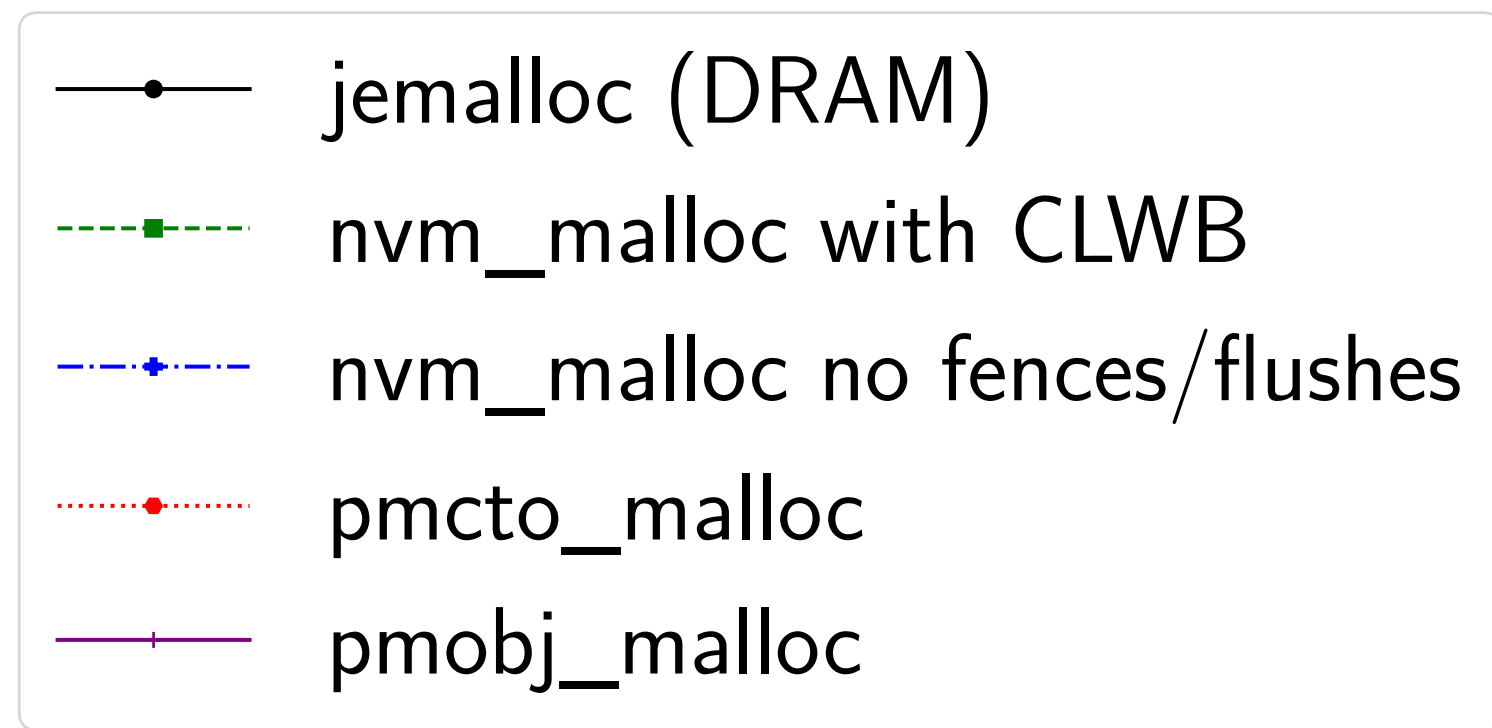 jemalloc (DRAM)
nvm_malloc with CLWB
nvm_malloc no fences/flushes
pmcto_malloc
pmobj_malloc